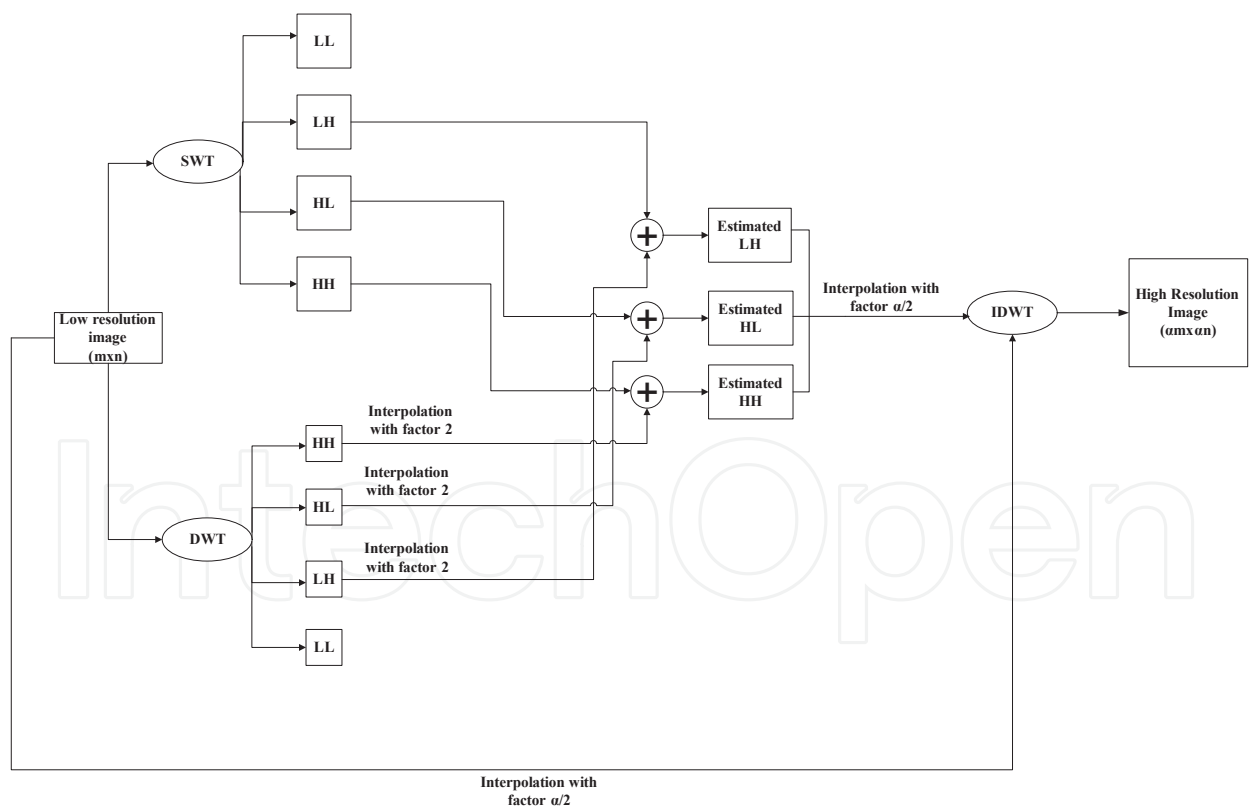 LL
LH
SWT
HL
HH
Low resolution
image
(mxn)
Estimated
LH
Estimated
HL
Estimated
HH
Interpolation with
factor α/2
IDWT
High Resolution
Image
(αmxαn)
Interpolation
with factor 2
HH
Interpolation
with factor 2
HL
DWT
Interpolation
with factor 2
LH
LL
IntechOpen
Interpolation with
factor α/2